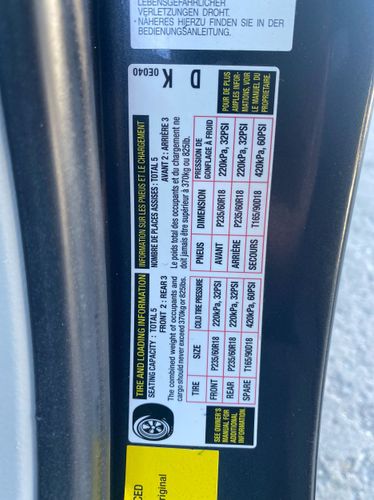 LEBENSGEFÄHRLICHER
VERLETZUNGEN DROHT.
· NÄHERES HIERZU FINDEN SIE IN DER
BEDIENUNGSANLEITUNG.
TIRE AND LOADING INFORMATION
SEATING CAPACITY : TOTAL 5
FRONT 2 : REAR 3
The combined weight of occupants and
cargo should never exceed 370kg or 825lbs.
TIRE SIZE COLD TIRE PRESSURE
FRONT P235/60R18 220kPa, 32PSI
REAR P235/60R18 220kPa, 32PSI
SPARE T165/90D18 420kPa, 60PSI
SEE OWNER'S
MANUAL FOR
ADDITIONAL
INFORMATION
INFORMATION SUR LES PNEUS ET LE CHARGEMENT
NOMBRE DE PLACES ASSISES : TOTAL 5
AVANT 2 : ARRIÈRE 3
Le poids total des occupants et du chargement ne
doit jamais être supérieur à 370kg ou 825lb.
PNEUS DIMENSION PRESSION DE
GONFLAGE À FROID
AVANT P235/60R18 220kPa, 32PSI
ARRIÈRE P235/60R18 220kPa, 32PSI
SECOURS T165/90D18 420kPa, 60PSI
POUR DE PLUS
AMPLES INFOR-
MATIONS, VOIR
LE MANUEL DU
PROPRIÉTAIRE.
0E040
K
D
CED
riginal